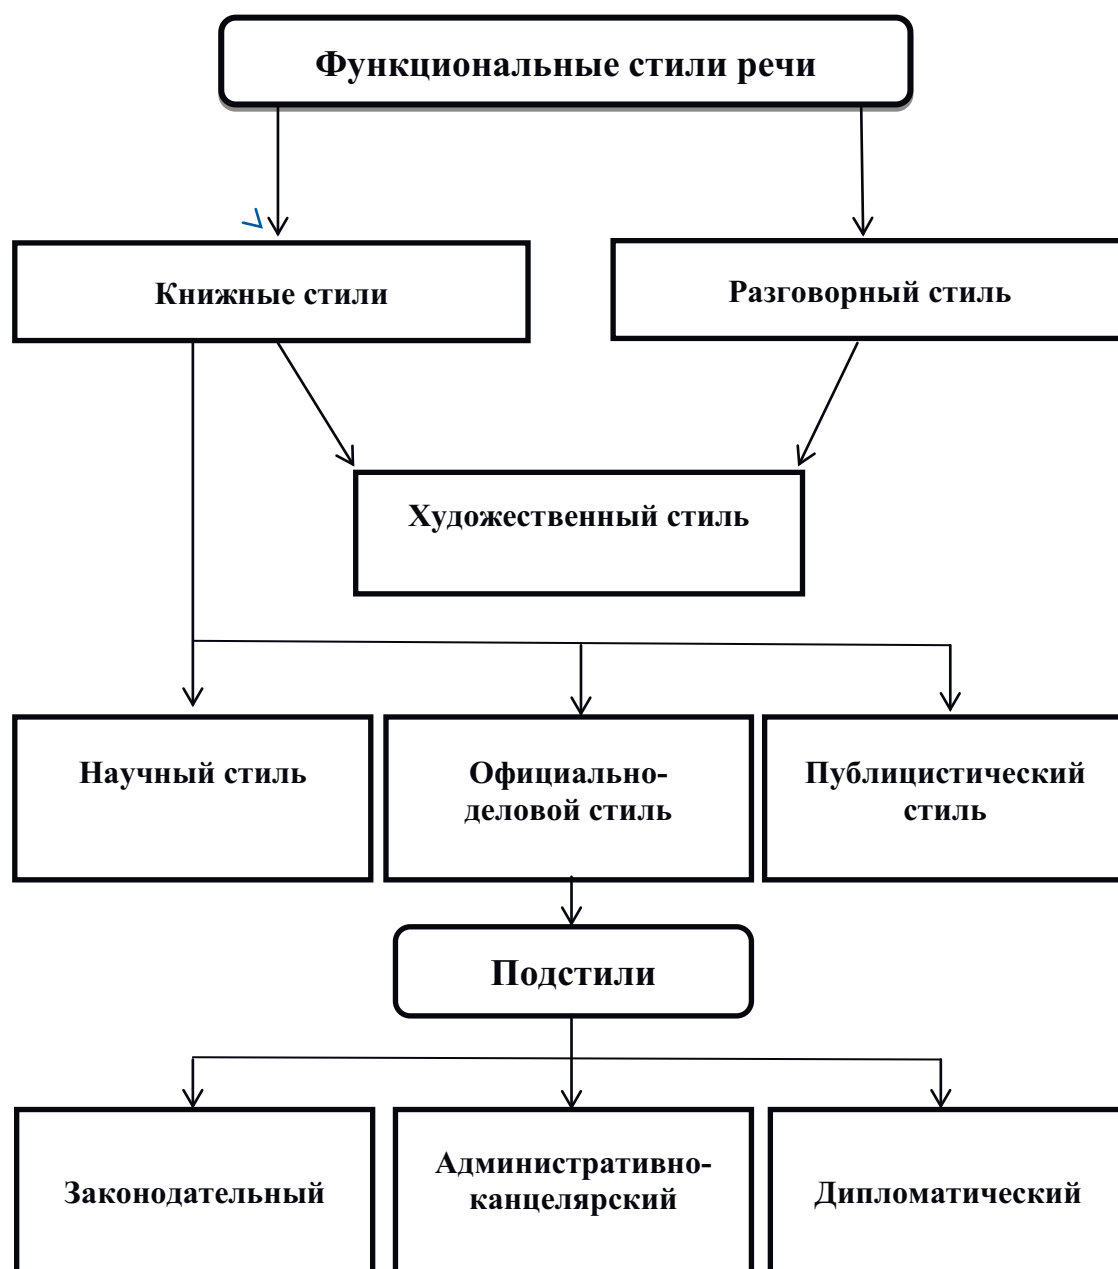 Функциональные стили речи
Книжные стили
Разговорный стиль
Художественный стиль
Научный стиль
Официально-
деловой стиль
Публицистический
стиль
Подстили
Законодательный
Административно-
канцелярский
Дипломатический